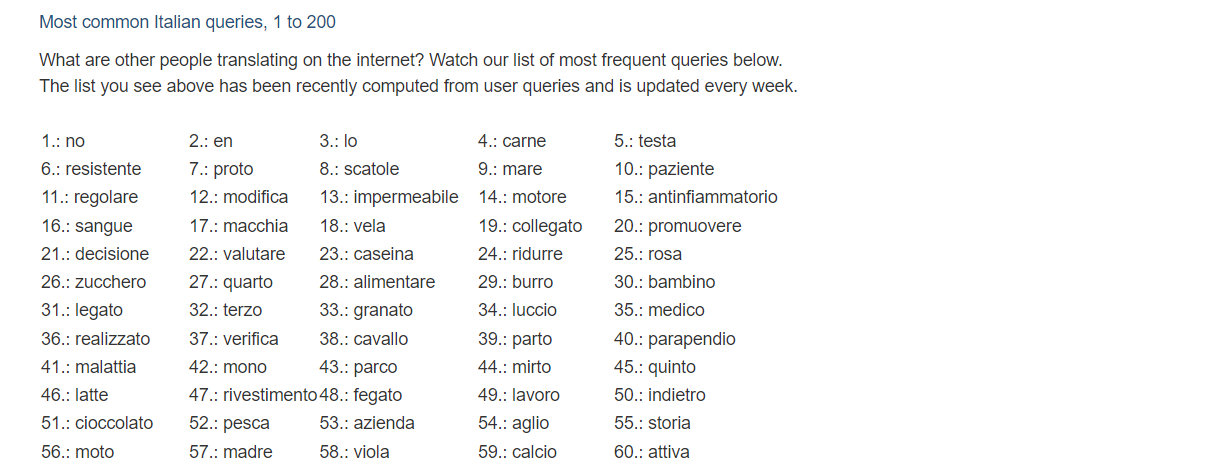 Most common Italian queries, 1 to 200
What are other people translating on the internet? Watch our list of most frequent queries below.
The list you see above has been recently computed from user queries and is updated every week.
1.: no 2.: en 3.: lo 4.: carne 5.: testa
6.: resistente 7.: proto 8.: scatole 9.: mare 10.: paziente
11.: regolare 12.: modifica 13.: impermeabile 14.: motore 15.: antinfiammatorio
16.: sangue 17.: macchia 18.: vela 19.: collegato 20.: promuovere
21.: decisione 22.: valutare 23.: caseina 24.: ridurre 25.: rosa
26.: zucchero 27.: quarto 28.: alimentare 29.: burro 30.: bambino
31.: legato 32.: terzo 33.: granato 34.: luccio 35.: medico
36.: realizzato 37.: verifica 38.: cavallo 39.: parto 40.: parapendio
41.: malattia 42.: mono 43.: parco 44.: mirto 45.: quinto
46.: latte 47.: rivestimento 48.: fegato 49.: lavoro 50.: indietro
51.: cioccolato 52.: pesca 53.: azienda 54.: aglio 55.: storia
56.: moto 57.: madre 58.: viola 59.: calcio 60.: attiva